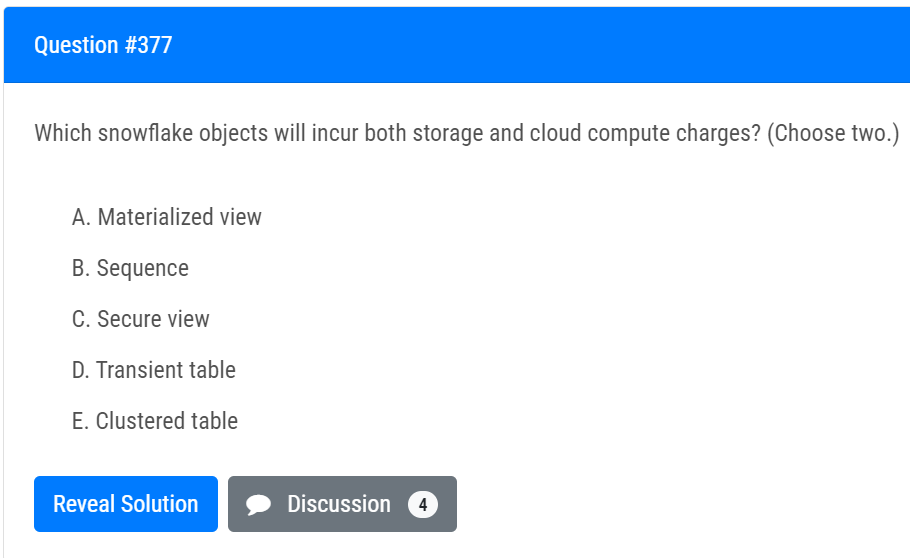 Question #377
Which snowflake objects will incur both storage and cloud compute charges? (Choose two.)
A. Materialized view
B. Sequence
C. Secure view
D. Transient table
E. Clustered table
Reveal Solution Discussion 4